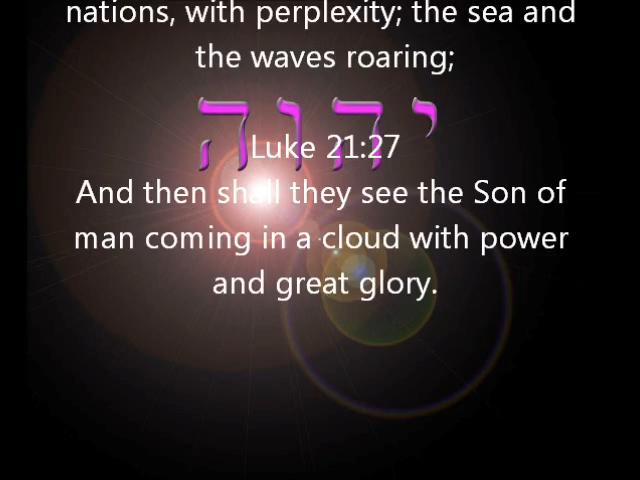 nations, with perplexity; the sea and
the waves roaring;
יהוה
Luke 21:27
And then shall they see the Son of
man coming in a cloud with power
and great glory.